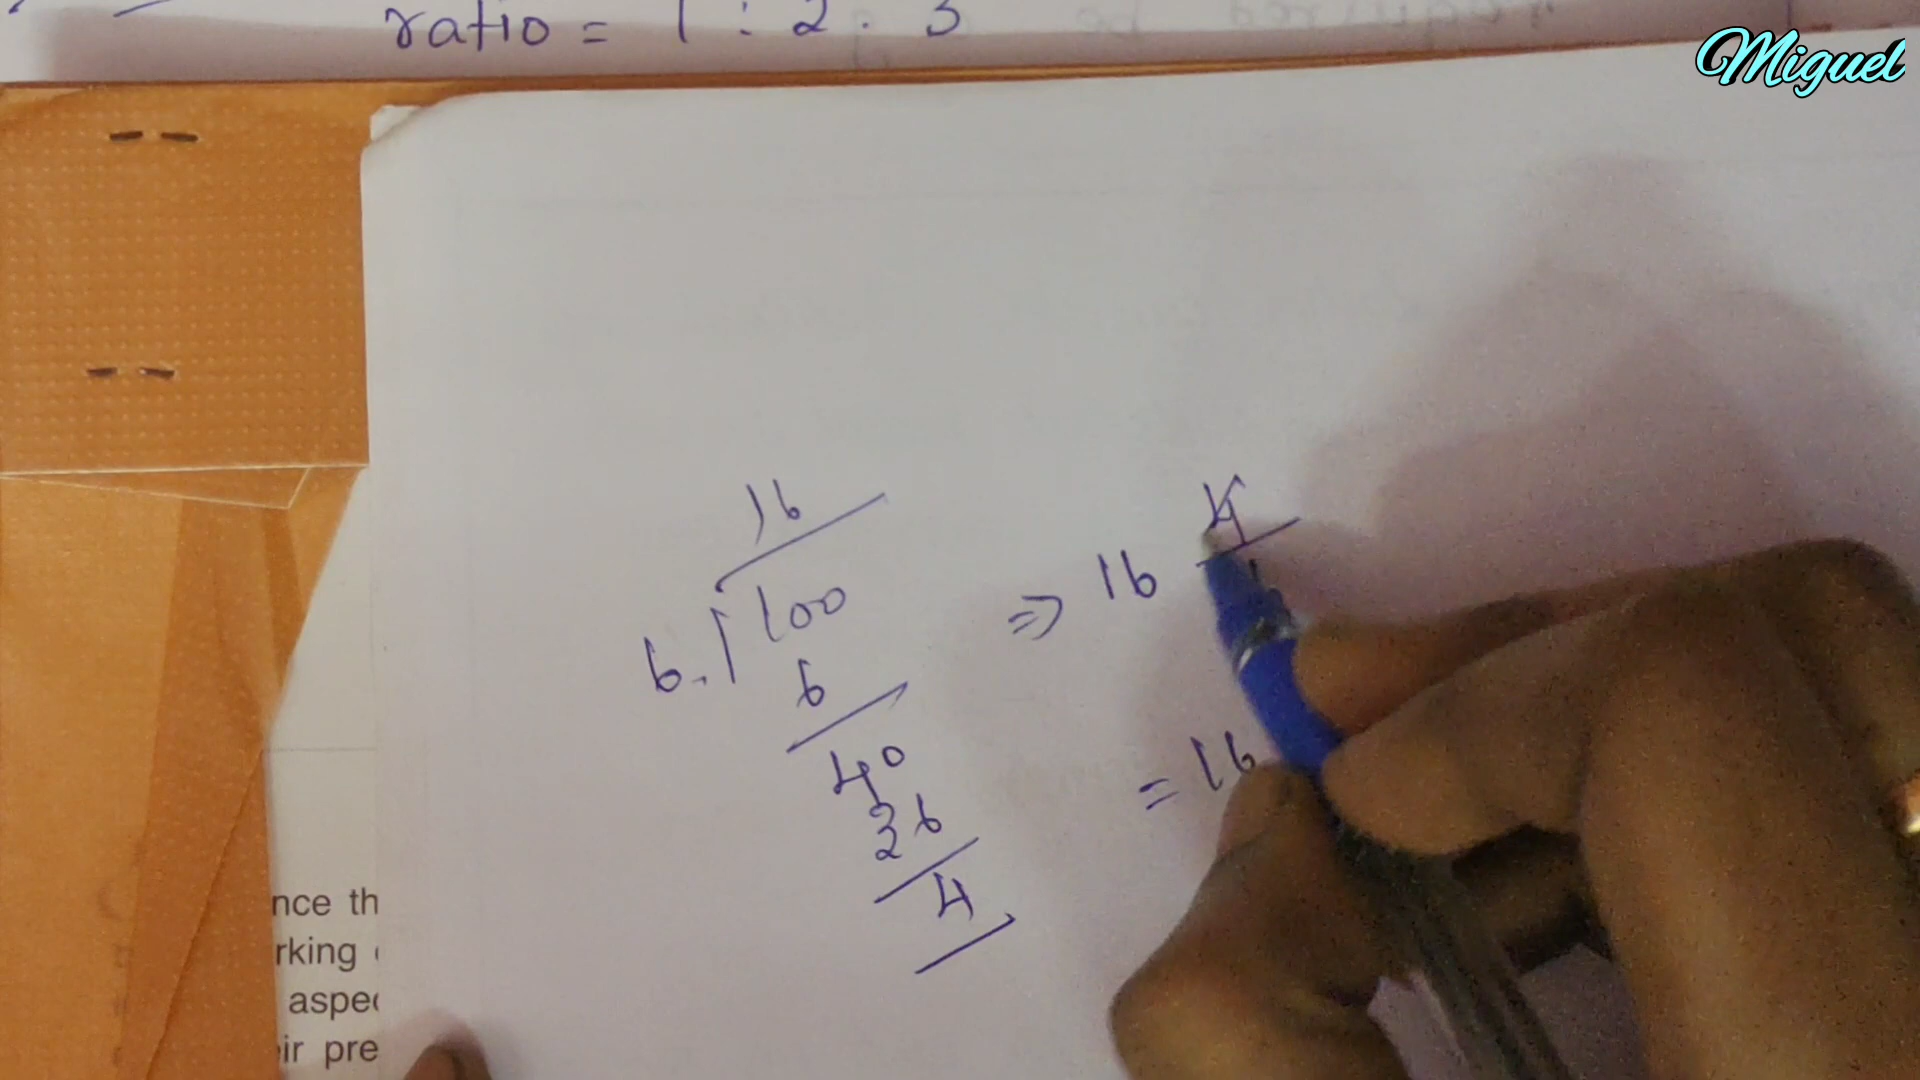 ratio = 1 : 2 : 3
Miguel
16
6. 100
6
40
36
4
⇒ 16 4
= 16
nce th
rking
aspec
ir pre